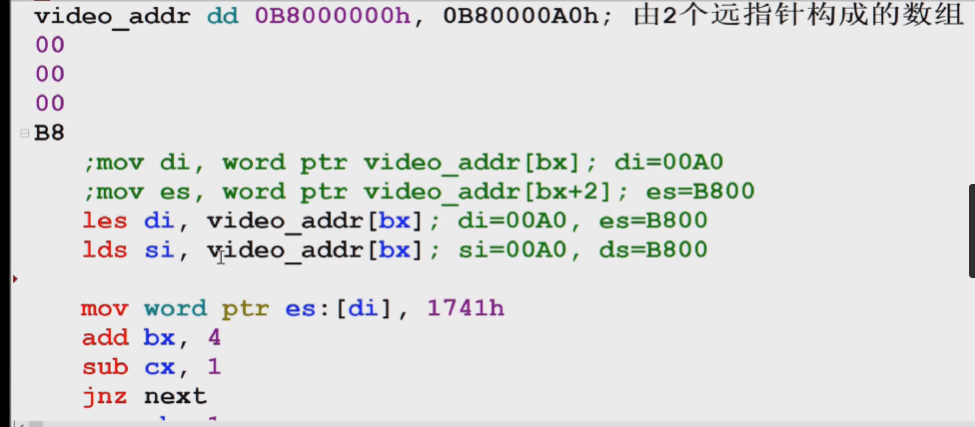 video_addr dd 0B8000000h, 0B80000A0h; 由2个远指针构成的数组
00
00
00
B8
;mov di, word ptr video_addr[bx]; di=00A0
;mov es, word ptr video_addr[bx+2]; es=B800
les di, video_addr[bx]; di=00A0, es=B800
lds si, video_addr[bx]; si=00A0, ds=B800
mov word ptr es:[di], 1741h
add bx, 4
sub cx, 1
jnz next